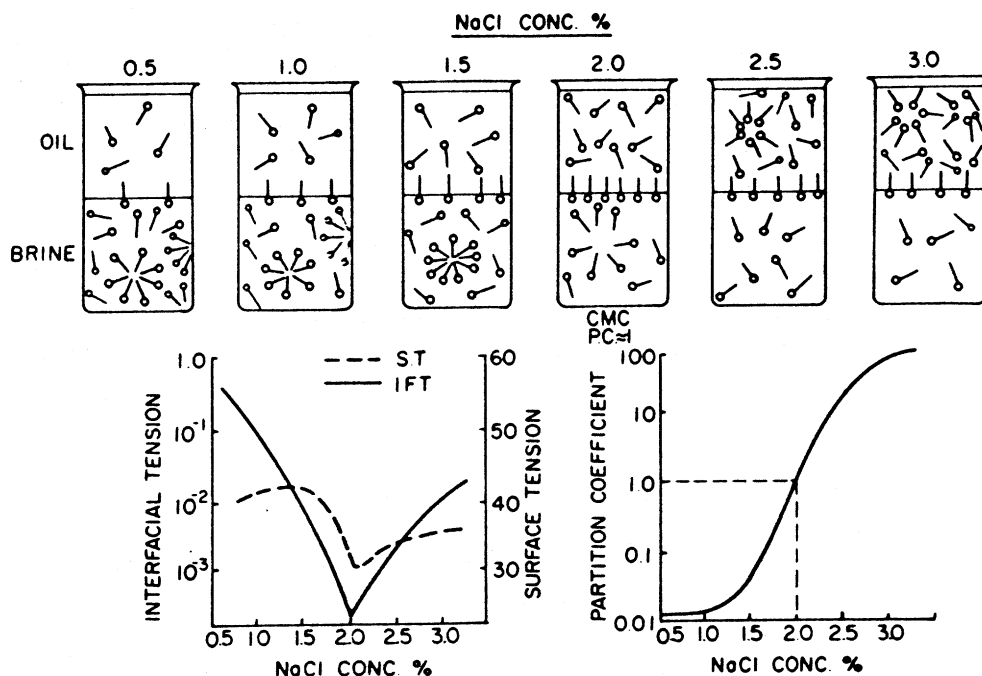 NaCl CONC. %
0.5 1.0 1.5 2.0 2.5 3.0
OIL
BRINE
CMC
P.C.≈1
INTERFACIAL TENSION
1.0
10-1
10-2
10-3
--- S.T
— IFT
60
50
40
30
SURFACE TENSION
0.5 1.0 1.5 2.0 2.5 3.0
NaCl CONC. %
PARTITION COEFFICIENT
100
10
1.0
0.1
0.01
0.5 1.0 1.5 2.0 2.5 3.0
NaCl CONC. %